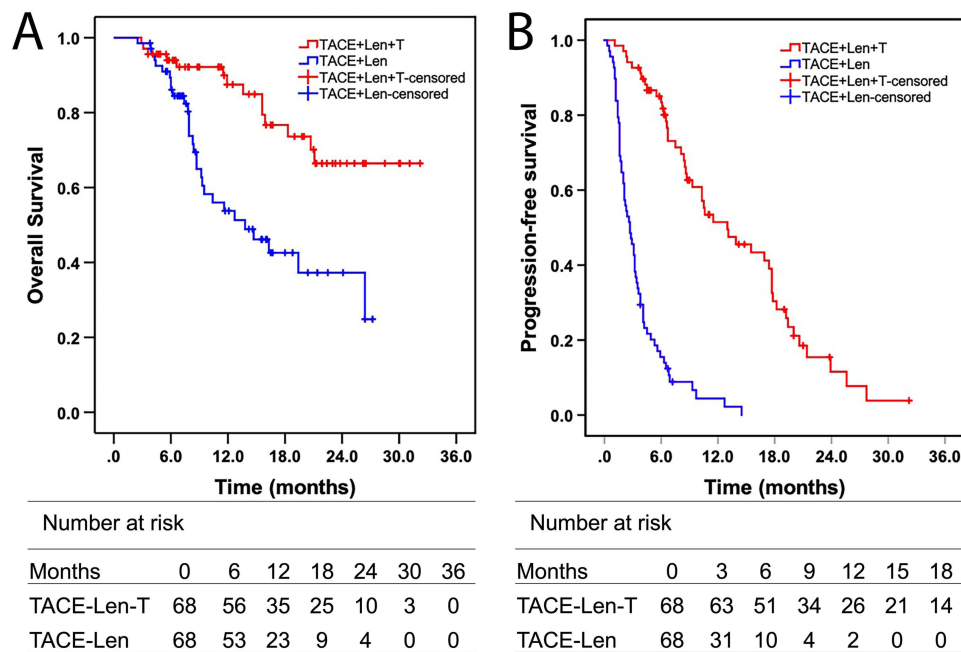 A
Overall Survival
1.0
0.8
0.6
0.4
0.2
0.0
TACE+Len+T
TACE+Len
TACE+Len+T-censored
TACE+Len-censored
.0 6.0 12.0 18.0 24.0 30.0 36.0
Time (months)
Number at risk
Months 0 6 12 18 24 30 36
TACE-Len-T 68 56 35 25 10 3 0
TACE-Len 68 53 23 9 4 0 0
B
Progression-free survival
1.0
0.8
0.6
0.4
0.2
0.0
TACE+Len+T
TACE+Len
TACE+Len+T-censored
TACE+Len-censored
.0 6.0 12.0 18.0 24.0 30.0 36.0
Time (months)
Number at risk
Months 0 3 6 9 12 15 18
TACE-Len-T 68 63 51 34 26 21 14
TACE-Len 68 31 10 4 2 0 0